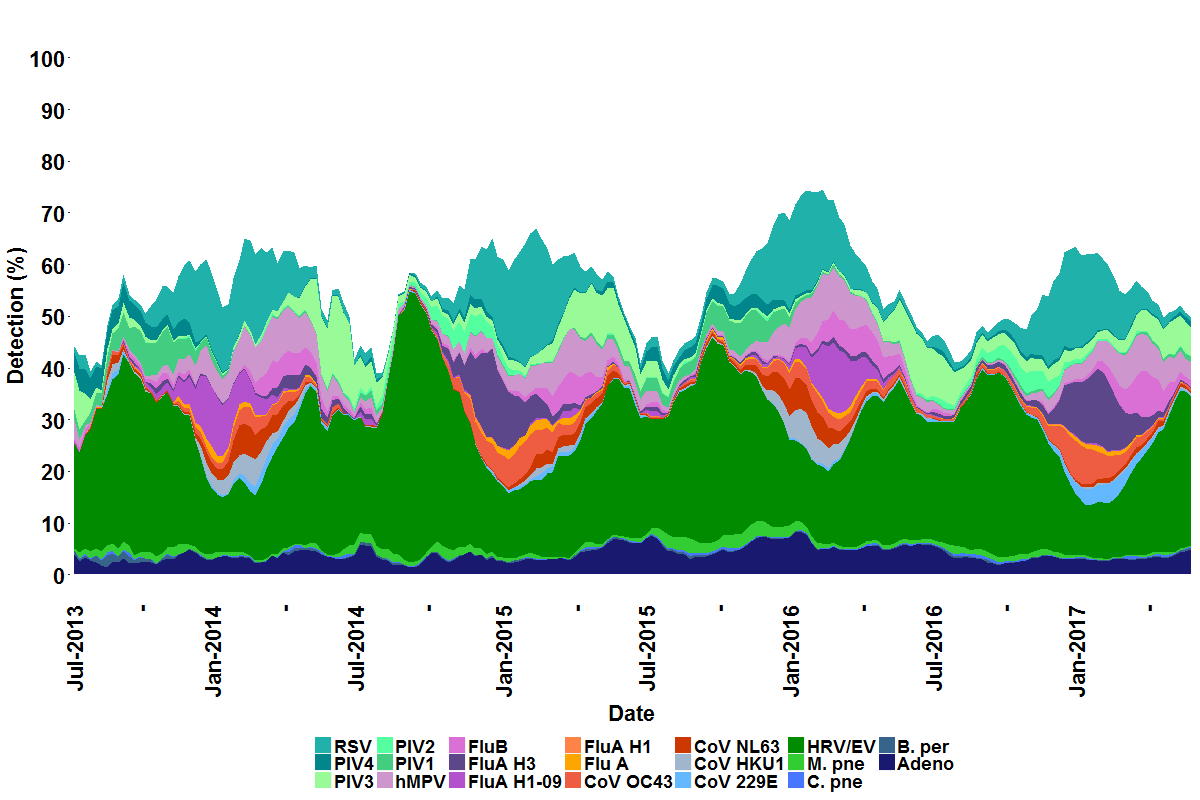 100
90
80
70
60
50
40
30
20
10
0
Detection (%)
Jul-2013 - Jan-2014 - Jul-2014 - Jan-2015 - Jul-2015 - Jan-2016 - Jul-2016 - Jan-2017 -
Date
RSV PIV2 FluB FluA H1 CoV NL63 HRV/EV B. per
PIV4 PIV1 FluA H3 Flu A CoV HKU1 M. pne Adeno
PIV3 hMPV FluA H1-09 CoV OC43 CoV 229E C. pne